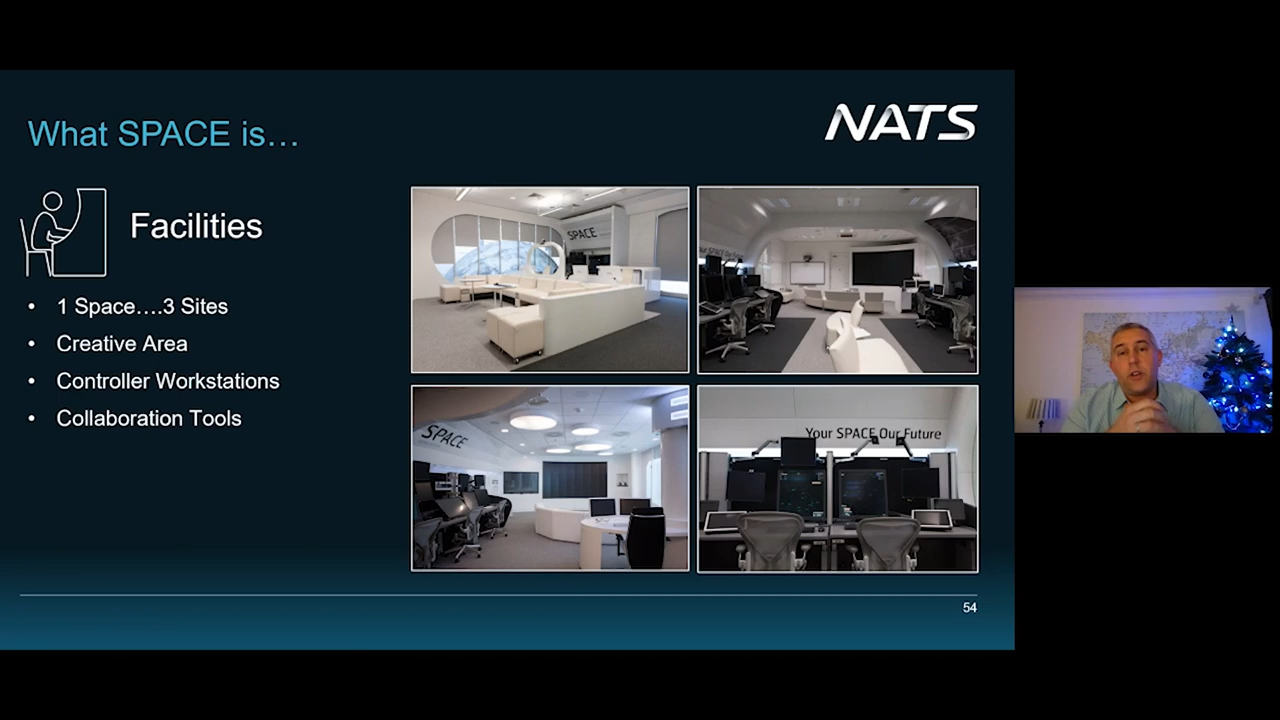 What SPACE is…
NATS
Facilities
• 1 Space….3 Sites
• Creative Area
• Controller Workstations
• Collaboration Tools
SPACE
SPACE
Your SPACE Our Future
54